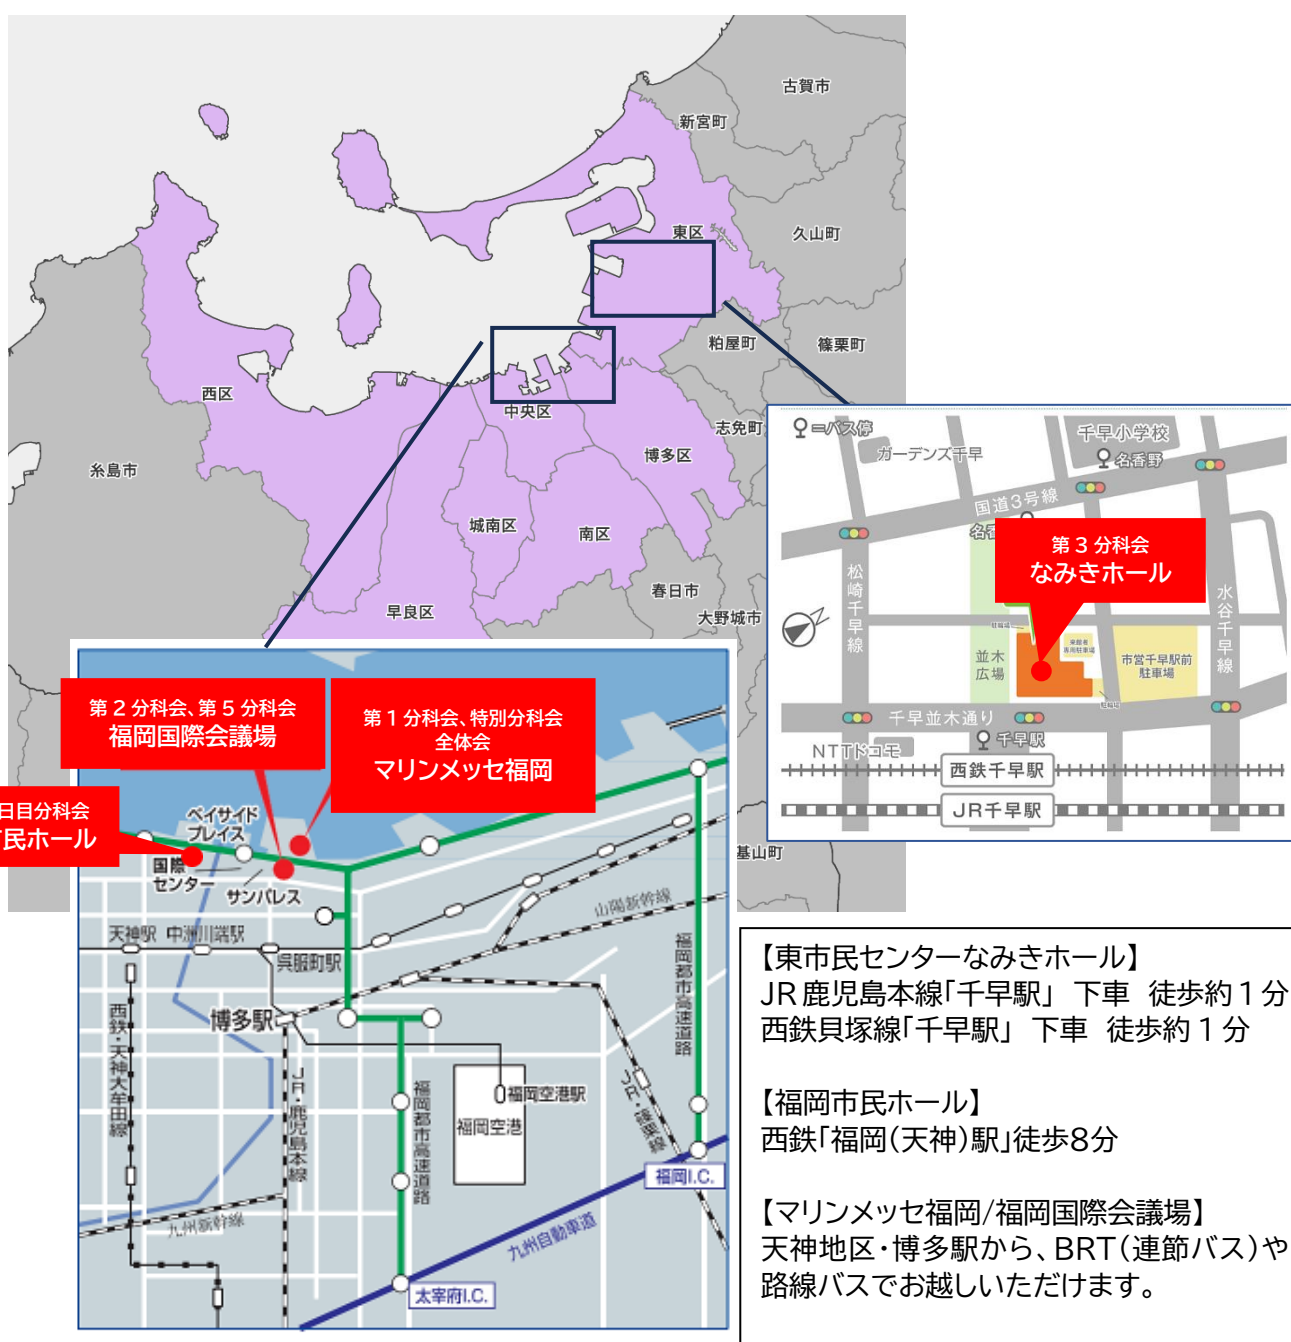 古賀市
新宮町
東区
久山町
粕屋町
篠栗町
西区
中央区
志免町
博多区
糸島市
城南区
南区
春日市
早良区
大野城市
基山町
=バス停
ガーデンズ千早
千早小学校
名香野
国道3号線
第3分科会
なみきホール
松崎千早線
水谷千早線
駐輪場
来館者
専用駐車場
並木
広場
市営千早駅前
駐車場
駐輪場
千早並木通り
千早駅
NTTドコモ
西鉄千早駅
JR千早駅
第2分科会、第5分科会
福岡国際会議場
第1分科会、特別分科会
全体会
マリンメッセ福岡
日目分科会
民ホール
ベイサイド
プレイス
国際
センター
サンパレス
山陽新幹線
天神駅
中洲川端駅
呉服町駅
博多駅
西鉄・天神大牟田線
JR・鹿児島本線
福岡都市高速道路
福岡都市高速道路
福岡空港駅
福岡空港
福岡I.C.
九州新幹線
九州自動車道
太宰府I.C.
【東市民センターなみきホール】
JR鹿児島本線「千早駅」 下車 徒歩約1分
西鉄貝塚線「千早駅」 下車 徒歩約1分
【福岡市民ホール】
西鉄「福岡(天神)駅」徒歩8分
【マリンメッセ福岡/福岡国際会議場】
天神地区・博多駅から、BRT(連節バス)や
路線バスでお越しいただけます。